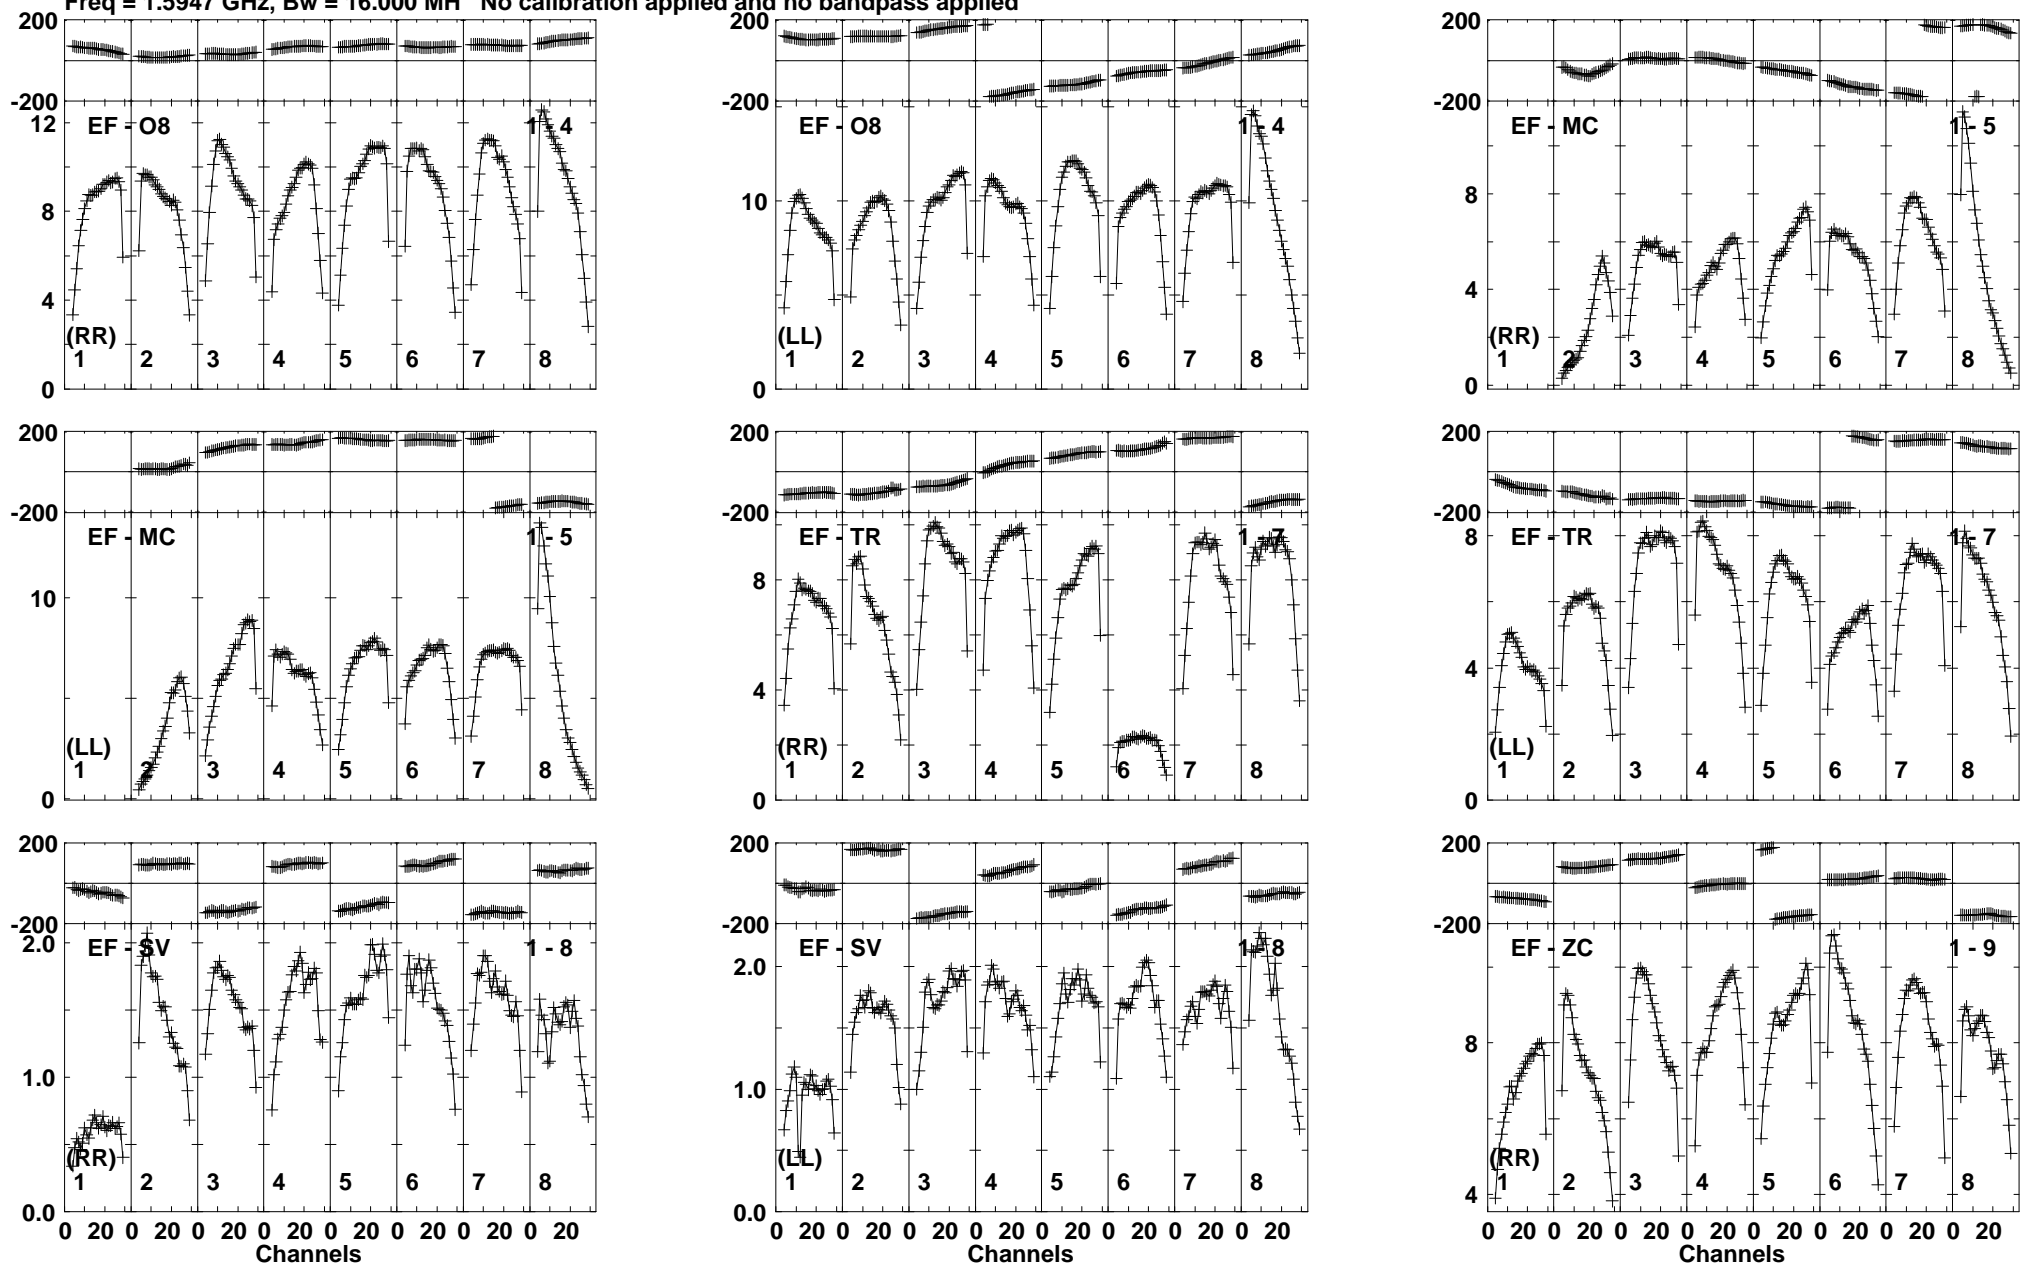 Freq = 1.5947 GHz, Bw = 16.000 MH No calibration applied and no bandpass applied
200 200 200
-200 -200 -200
EF - O8 1 - 4 EF - O8 1 - 4 EF - MC 1 - 5
12
8 10 8
4 4
(RR) (LL) (RR)
1 2 3 4 5 6 7 8 1 2 3 4 5 6 7 8 1 2 3 4 5 6 7 8
0 0 0
200 200 200
-200 -200 -200
EF - MC 1 - 5 EF - TR 1 - 7 EF - TR 1 - 7
10 8 8
4 4
(LL) (RR) (LL)
1 2 3 4 5 6 7 8 1 2 3 4 5 6 7 8 1 2 3 4 5 6 7 8
0 0 0
200 200 200
-200 -200 -200
EF - SV 1 - 8 EF - SV 1 - 8 EF - ZC 1 - 9
2.0 2.0
1.0 1.0 8
(RR) (LL) (RR)
1 2 3 4 5 6 7 8 1 2 3 4 5 6 7 8 1 2 3 4 5 6 7 8
0.0 0.0 4
0 20 0 20 0 20 0 20 0 20 0 20 0 20 0 20 0 20 0 20 0 20 0 20 0 20 0 20 0 20 0 20 0 20 0 20 0 20 0 20 0 20 0 20 0 20 0 20
Channels Channels Channels